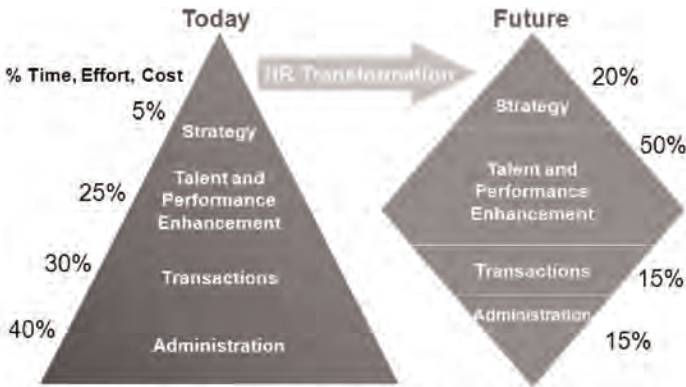 Today
Future
HR Transformation
% Time, Effort, Cost
5%
Strategy
25%
Talent and
Performance
Enhancement
30%
Transactions
40%
Administration
20%
Strategy
50%
Talent and
Performance
Enhancement
Transactions
15%
Administration
15%